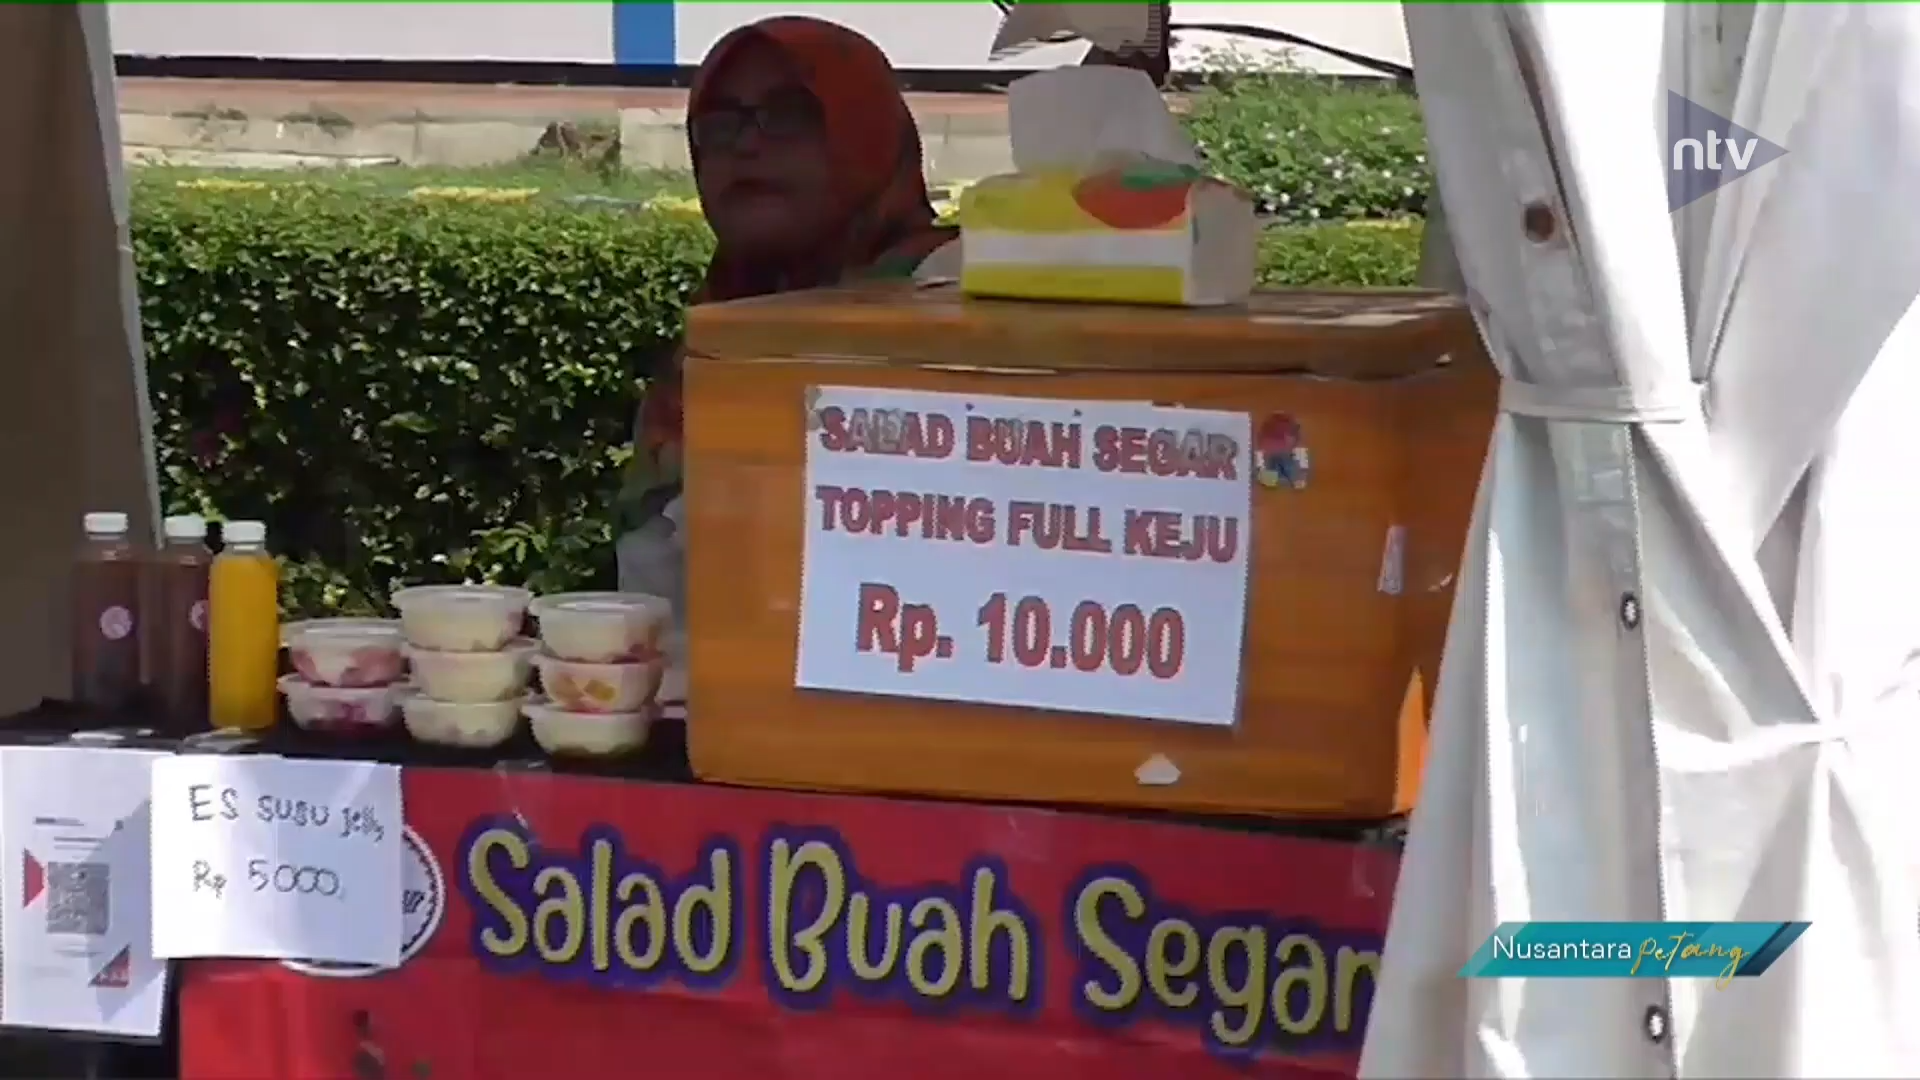 ntv
SALAD BUAH SEGAR
TOPPING FULL KEJU
Rp. 10.000
ES SUSU Jelly
Rp 5000,
Salad Buah Segar
Nusantara Petang